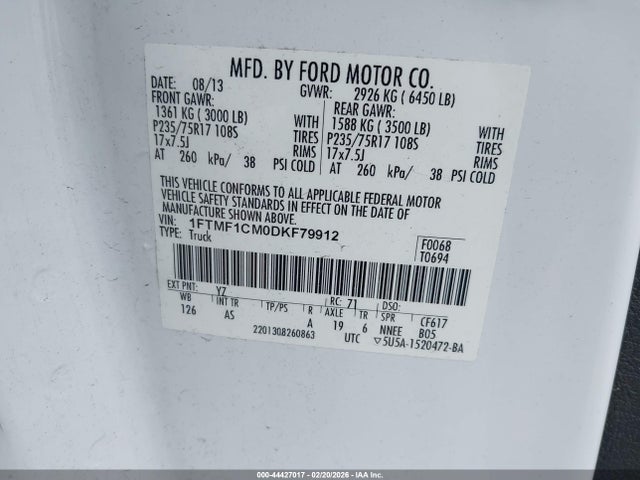 MFD. BY FORD MOTOR CO.
DATE: 08/13 GVWR: 2926 KG ( 6450 LB)
FRONT GAWR: REAR GAWR:
1361 KG ( 3000 LB) WITH 1588 KG ( 3500 LB) WITH
P235/75R17 108S TIRES P235/75R17 108S TIRES
17x7.5J RIMS 17x7.5J RIMS
AT 260 kPa/ 38 PSI COLD AT 260 kPa/ 38 PSI COLD
THIS VEHICLE CONFORMS TO ALL APPLICABLE FEDERAL MOTOR
VEHICLE SAFETY STANDARDS IN EFFECT ON THE DATE OF
MANUFACTURE SHOWN ABOVE.
VIN: 1FTMF1CM0DKF79912
TYPE: Truck
F0068
T0694
EXT PNT: YZ RC: 71 DSO:
WB INT TR TP/PS R AXLE TR SPR CF617
126 AS A 19 6 NNEE B05
2201308260863 UTC ▽5U5A-1520472-BA
000-44427017 - 02/20/2026 - IAA Inc.